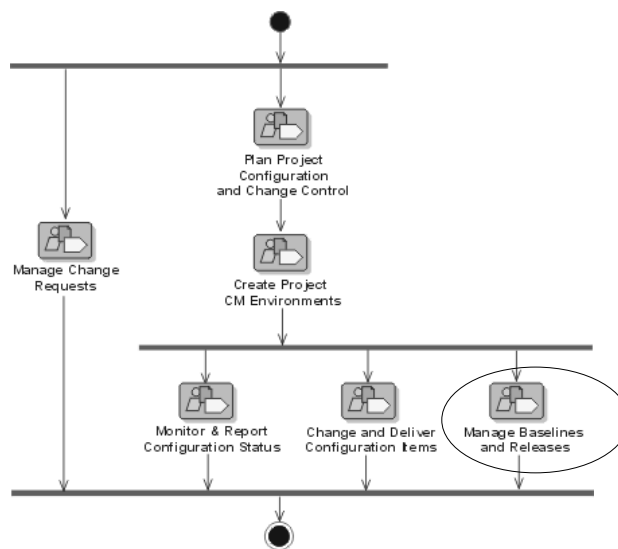 Plan Project
Configuration
and Change Control
Manage Change
Requests
Create Project
CM Environments
Monitor & Report
Configuration Status
Change and Deliver
Configuration Items
Manage Baselines
and Releases